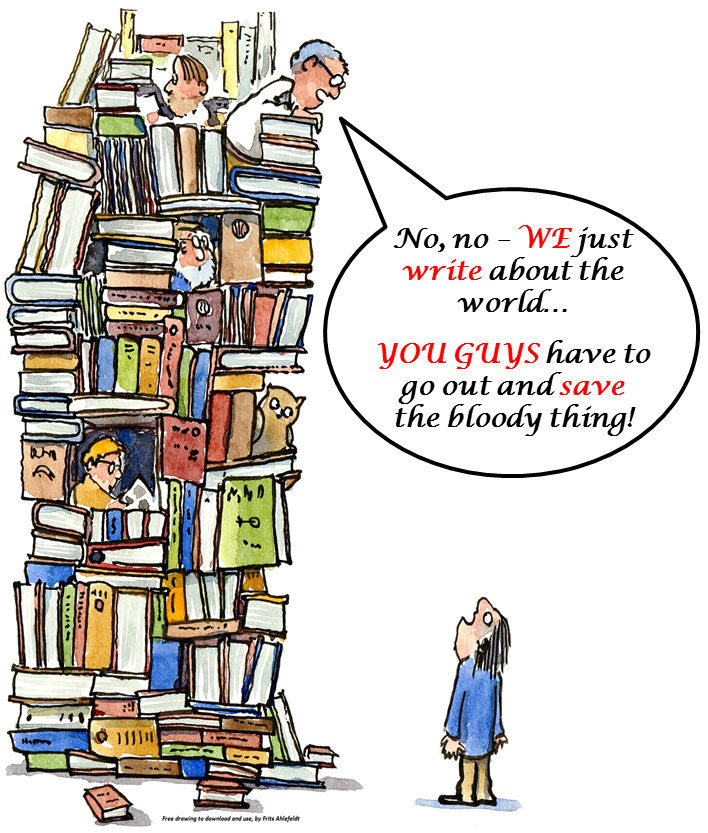 No, no – WE just
write about the
world...
YOU GUYS have to
go out and save
the bloody thing!
Free drawing to download and use, by Frits Ahlefeldt